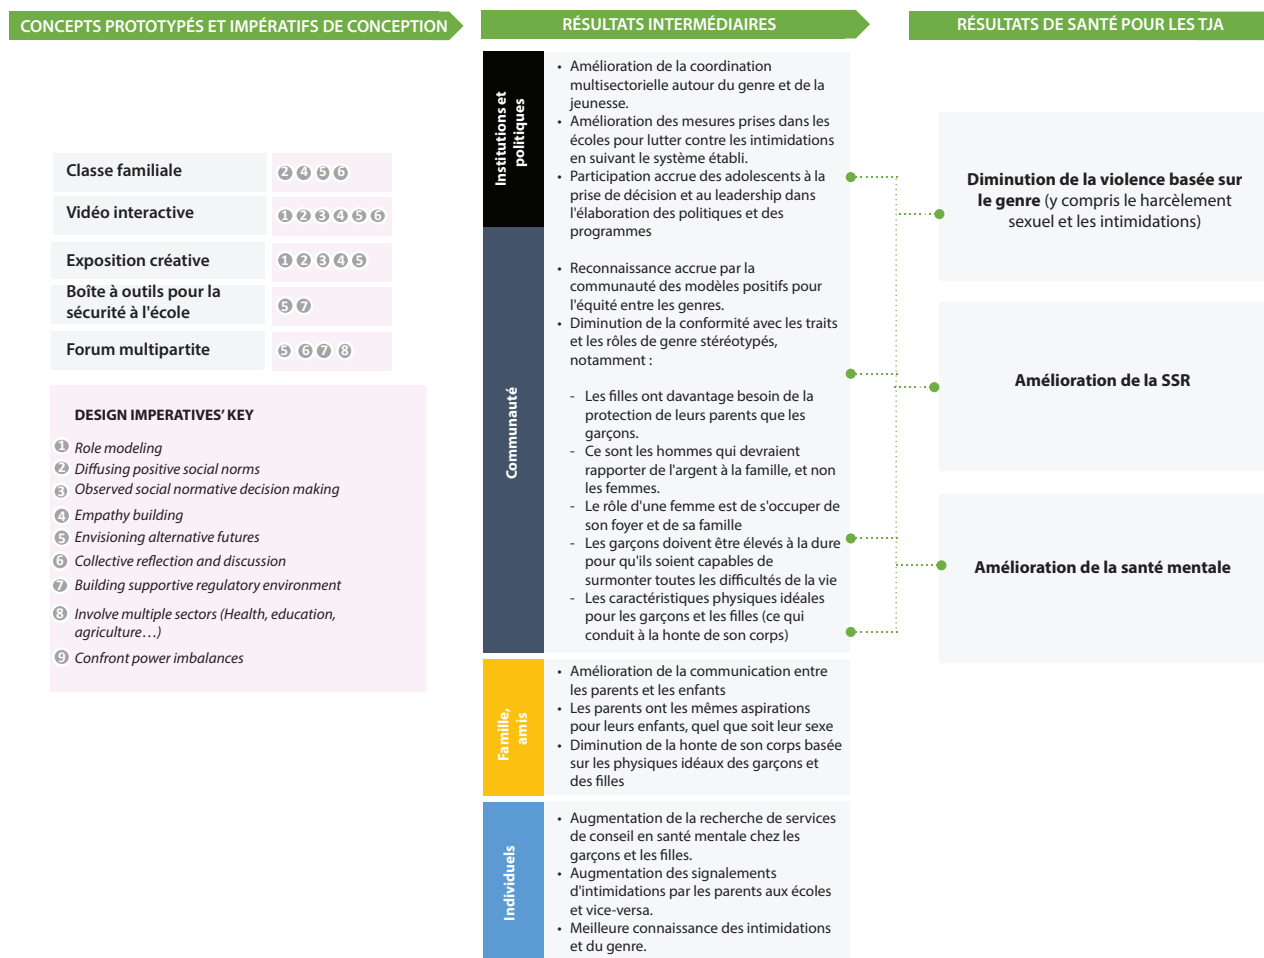 CONCEPTS PROTOTYPÉS ET IMPÉRATIFS DE CONCEPTION
Classe familiale
2 4 5 6
Vidéo interactive
1 2 3 4 5 6
Exposition créative
1 2 3 4 5
Boîte à outils pour la
sécurité à l'école
5 7
Forum multipartite
5 6 7 8
DESIGN IMPERATIVES' KEY
1 Role modeling
2 Diffusing positive social norms
3 Observed social normative decision making
4 Empathy building
5 Envisioning alternative futures
6 Collective reflection and discussion
7 Building supportive regulatory environment
8 Involve multiple sectors (Health, education,
agriculture…)
9 Confront power imbalances
RÉSULTATS INTERMÉDIAIRES
Institutions et
politiques
• Amélioration de la coordination
multisectorielle autour du genre et de la
jeunesse.
• Amélioration des mesures prises dans les
écoles pour lutter contre les intimidations
en suivant le système établi.
• Participation accrue des adolescents à la
prise de décision et au leadership dans
l'élaboration des politiques et des
programmes
Communauté
• Reconnaissance accrue par la
communauté des modèles positifs pour
l'équité entre les genres.
• Diminution de la conformité avec les traits
et les rôles de genre stéréotypés,
notamment :
- Les filles ont davantage besoin de la
protection de leurs parents que les
garçons.
- Ce sont les hommes qui devraient
rapporter de l'argent à la famille, et non
les femmes.
- Le rôle d'une femme est de s'occuper de
son foyer et de sa famille
- Les garçons doivent être élevés à la dure
pour qu'ils soient capables de
surmonter toutes les difficultés de la vie
- Les caractéristiques physiques idéales
pour les garçons et les filles (ce qui
conduit à la honte de son corps)
Famille,
amis
• Amélioration de la communication entre
les parents et les enfants
• Les parents ont les mêmes aspirations
pour leurs enfants, quel que soit leur sexe
• Diminution de la honte de son corps basée
sur les physiques idéaux des garçons et
des filles
Individuels
• Augmentation de la recherche de services
de conseil en santé mentale chez les
garçons et les filles.
• Augmentation des signalements
d'intimidations par les parents aux écoles
et vice-versa.
• Meilleure connaissance des intimidations
et du genre.
RÉSULTATS DE SANTÉ POUR LES TJA
Diminution de la violence basée sur
le genre (y compris le harcèlement
sexuel et les intimidations)
Amélioration de la SSR
Amélioration de la santé mentale